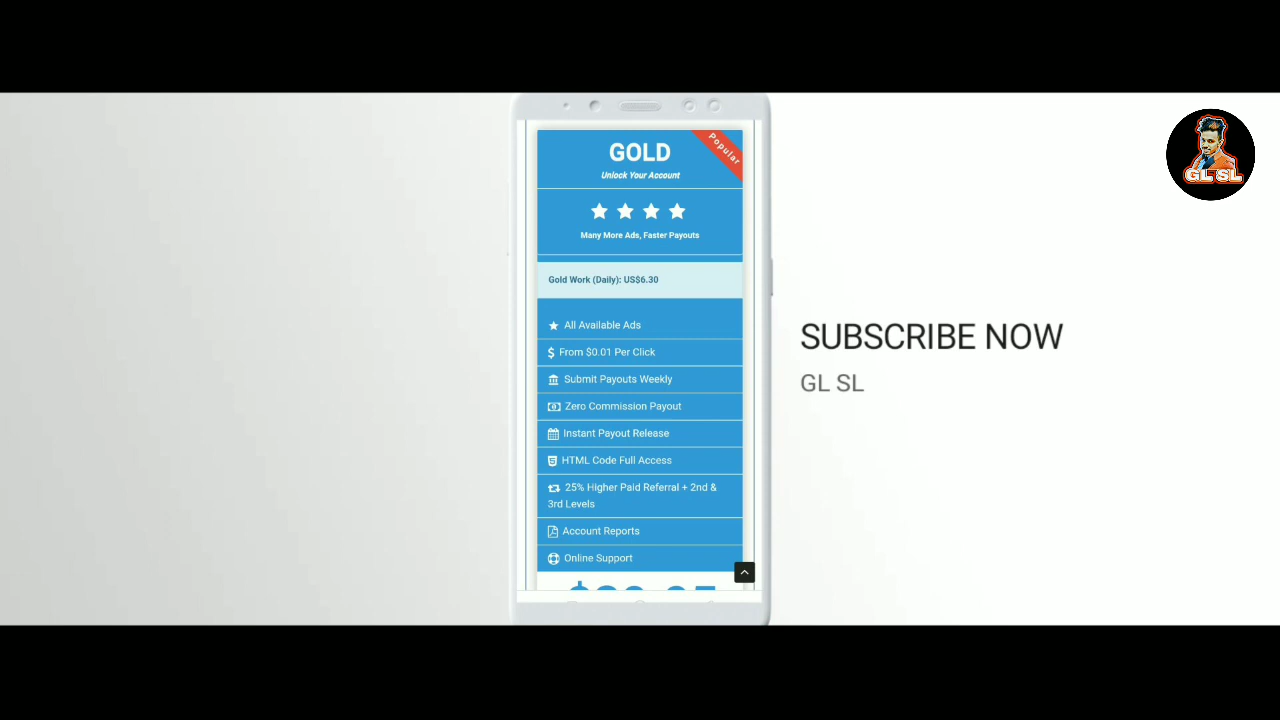 GOLD
Popular
Unlock Your Account
Many More Ads, Faster Payouts
Gold Work (Daily): US$6.30
All Available Ads
From $0.01 Per Click
Submit Payouts Weekly
Zero Commission Payout
Instant Payout Release
HTML Code Full Access
25% Higher Paid Referral + 2nd &
3rd Levels
Account Reports
Online Support
GL SL
SUBSCRIBE NOW
GL SL